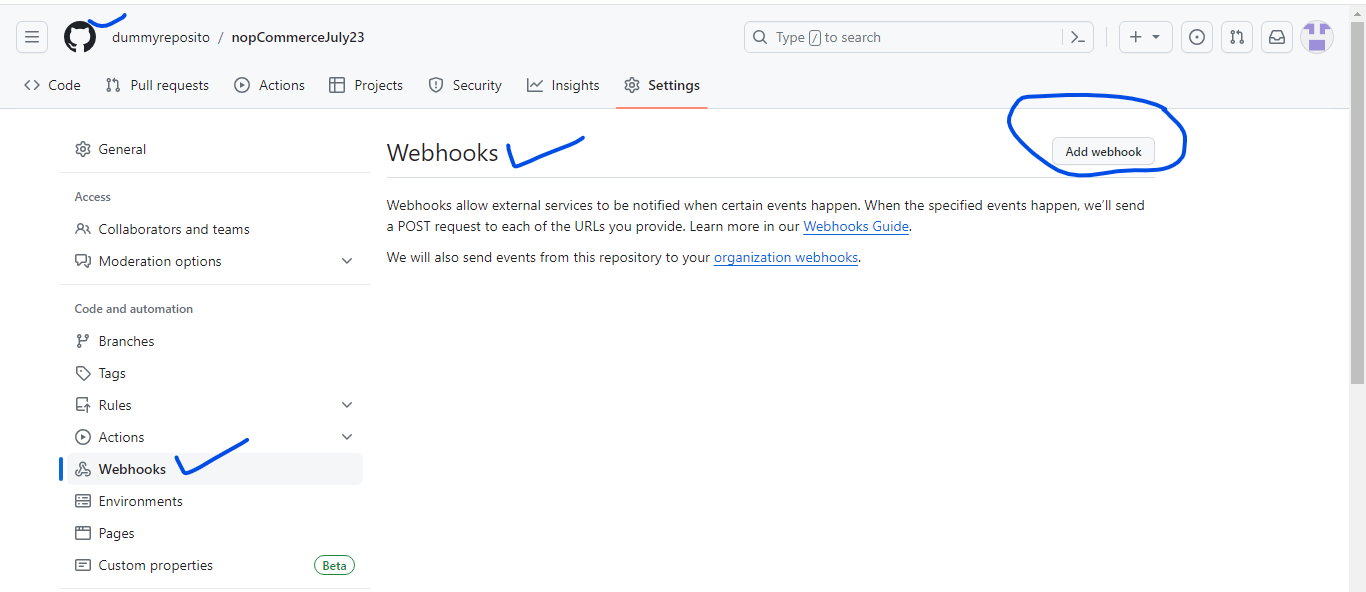 dummyreposito / nopCommerceJuly23
Type / to search
Code Pull requests Actions Projects Security Insights Settings
General
Access
Collaborators and teams
Moderation options
Code and automation
Branches
Tags
Rules
Actions
Webhooks
Environments
Pages
Custom properties Beta
Webhooks
Add webhook
Webhooks allow external services to be notified when certain events happen. When the specified events happen, we'll send
a POST request to each of the URLs you provide. Learn more in our Webhooks Guide.
We will also send events from this repository to your organization webhooks.